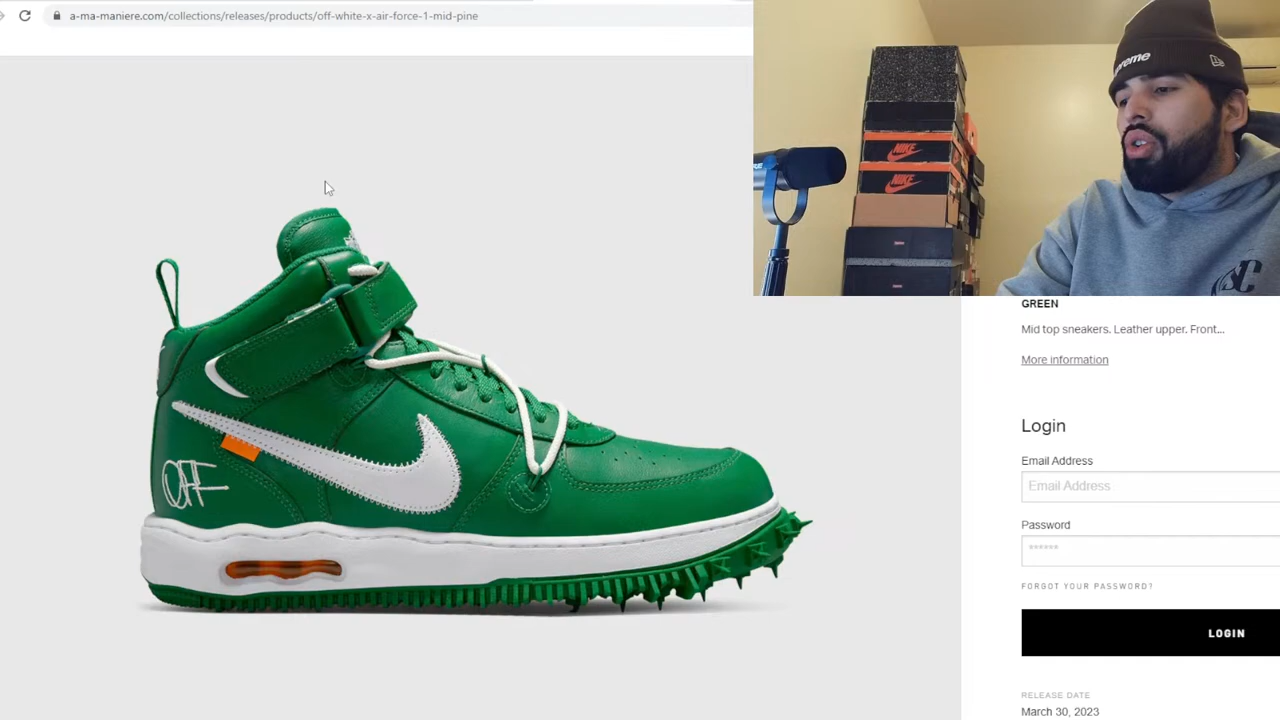 a-ma-maniere.com/collections/releases/products/off-white-x-air-force-1-mid-pine
preme
NIKE
NIKE
SC
OFF
GREEN
Mid top sneakers. Leather upper. Front...
More information
Login
Email Address
Email Address
Password
******
FORGOT YOUR PASSWORD?
LOGIN
RELEASE DATE
March 30, 2023